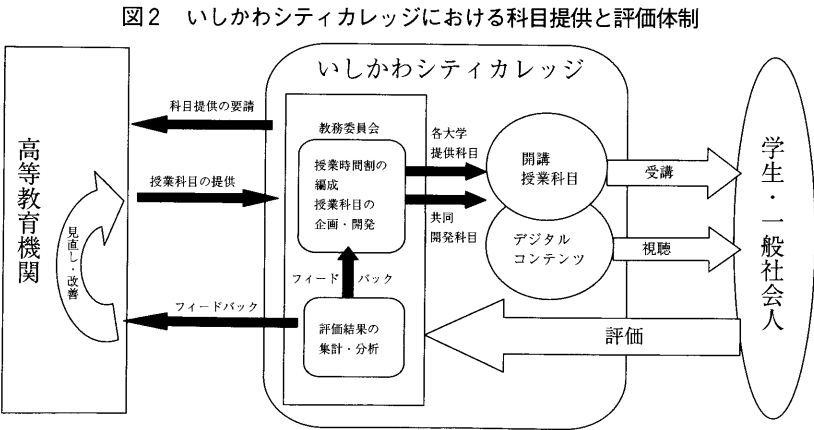 図2　いしかわシティカレッジにおける科目提供と評価体制
いしかわシティカレッジ
高等教育機関
科目提供の要請
授業科目の提供
見直し・改善
フィードバック
教務委員会
授業時間割の
編成
授業科目の
企画・開発
フィード　バック
評価結果の
集計・分析
各大学
提供科目
共同
開発科目
開講
授業科目
デジタル
コンテンツ
受講
視聴
評価
学生・一般社会人